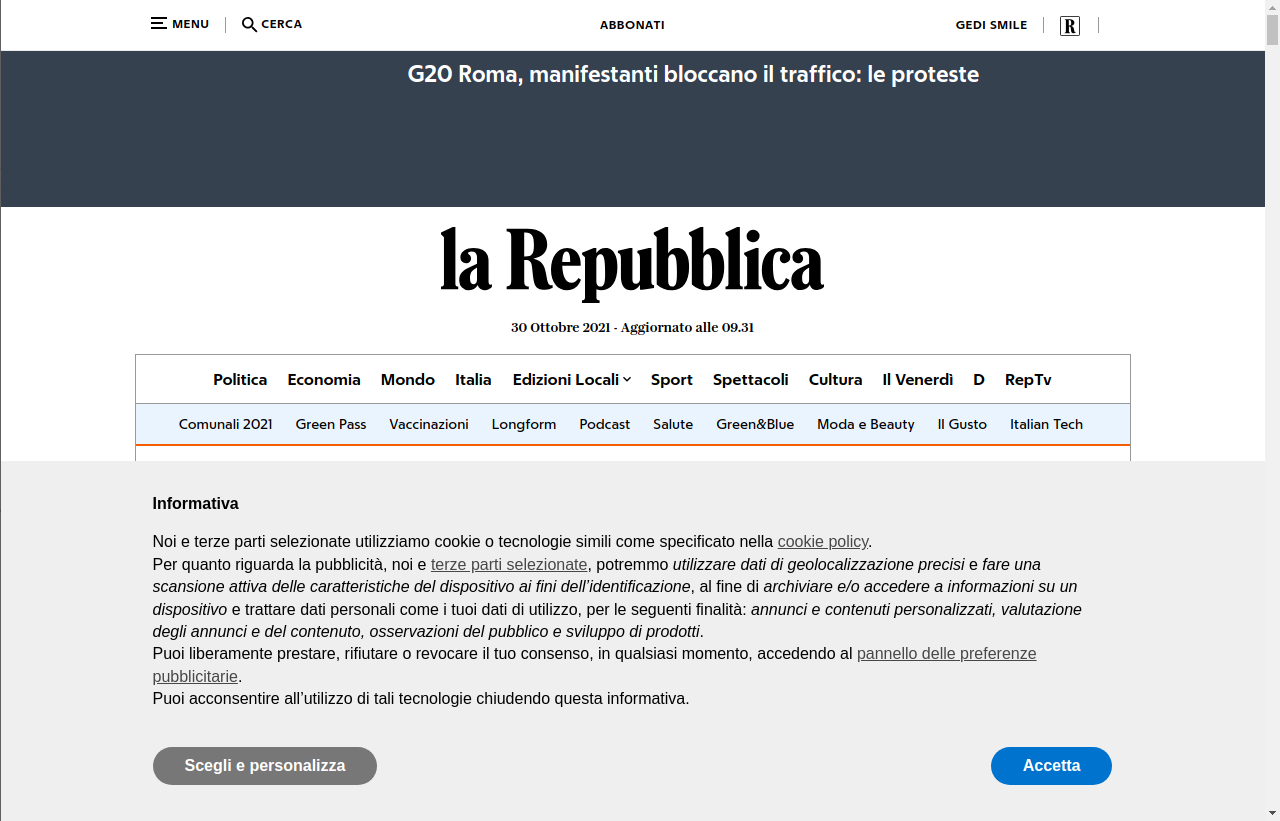 MENU CERCA ABBONATI GEDI SMILE R
G20 Roma, manifestanti bloccano il traffico: le proteste
la Repubblica
30 Ottobre 2021 - Aggiornato alle 09.31
Politica Economia Mondo Italia Edizioni Locali Sport Spettacoli Cultura Il Venerdì D RepTv
Comunali 2021 Green Pass Vaccinazioni Longform Podcast Salute Green&Blue Moda e Beauty Il Gusto Italian Tech
Informativa
Noi e terze parti selezionate utilizziamo cookie o tecnologie simili come specificato nella cookie policy.
Per quanto riguarda la pubblicità, noi e terze parti selezionate, potremmo utilizzare dati di geolocalizzazione precisi e fare una
scansione attiva delle caratteristiche del dispositivo ai fini dell’identificazione, al fine di archiviare e/o accedere a informazioni su un
dispositivo e trattare dati personali come i tuoi dati di utilizzo, per le seguenti finalità: annunci e contenuti personalizzati, valutazione
degli annunci e del contenuto, osservazioni del pubblico e sviluppo di prodotti.
Puoi liberamente prestare, rifiutare o revocare il tuo consenso, in qualsiasi momento, accedendo al pannello delle preferenze
pubblicitarie.
Puoi acconsentire all’utilizzo di tali tecnologie chiudendo questa informativa.
Scegli e personalizza Accetta